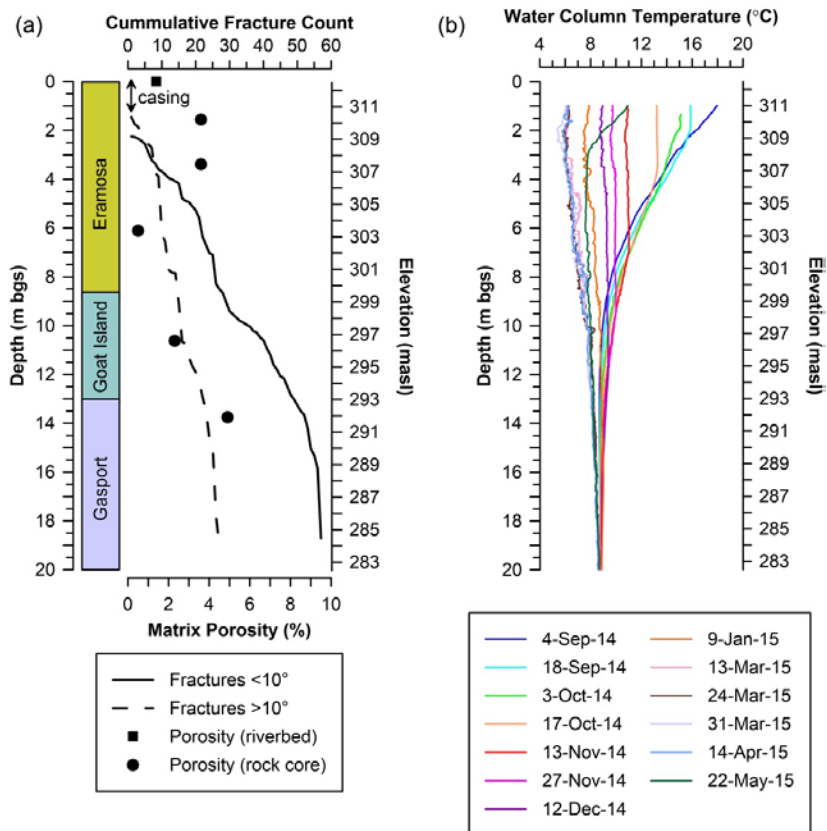 (a)
Cummulative Fracture Count
0 10 20 30 40 50 60
casing
Depth (m bgs)
0
2
4
6
8
10
12
14
16
18
20
Eramosa
Goat Island
Gasport
311
309
307
305
303
301
299
297
295
293
291
289
287
285
283
Elevation (masl)
0 2 4 6 8 10
Matrix Porosity (%)
Fractures <10°
Fractures >10°
Porosity (riverbed)
Porosity (rock core)
(b)
Water Column Temperature (°C)
4 8 12 16 20
Depth (m bgs)
0
2
4
6
8
10
12
14
16
18
20
311
309
307
305
303
301
299
297
295
293
291
289
287
285
283
Elevation (masl)
4-Sep-14
18-Sep-14
3-Oct-14
17-Oct-14
13-Nov-14
27-Nov-14
12-Dec-14
9-Jan-15
13-Mar-15
24-Mar-15
31-Mar-15
14-Apr-15
22-May-15